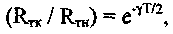 (Rтк / Rтн) = e-γT/2,